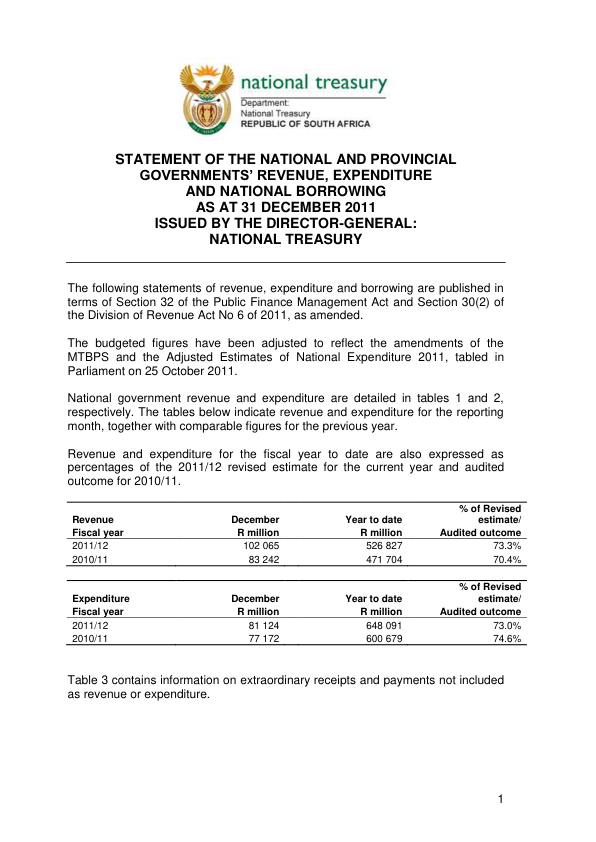 national treasury
Department:
National Treasury
REPUBLIC OF SOUTH AFRICA
STATEMENT OF THE NATIONAL AND PROVINCIAL
GOVERNMENTS' REVENUE, EXPENDITURE
AND NATIONAL BORROWING
AS AT 31 DECEMBER 2011
ISSUED BY THE DIRECTOR-GENERAL:
NATIONAL TREASURY
The following statements of revenue, expenditure and borrowing are published in
terms of Section 32 of the Public Finance Management Act and Section 30(2) of
the Division of Revenue Act No 6 of 2011, as amended.
The budgeted figures have been adjusted to reflect the amendments of the
MTBPS and the Adjusted Estimates of National Expenditure 2011, tabled in
Parliament on 25 October 2011.
National government revenue and expenditure are detailed in tables 1 and 2,
respectively. The tables below indicate revenue and expenditure for the reporting
month, together with comparable figures for the previous year.
Revenue and expenditure for the fiscal year to date are also expressed as
percentages of the 2011/12 revised estimate for the current year and audited
outcome for 2010/11.
% of Revised
Revenue December Year to date estimate/
Fiscal year R million R million Audited outcome
2011/12 102 065 526 827 73.3%
2010/11 83 242 471 704 70.4%
% of Revised
Expenditure December Year to date estimate/
Fiscal year R million R million Audited outcome
2011/12 81 124 648 091 73.0%
2010/11 77 172 600 679 74.6%
Table 3 contains information on extraordinary receipts and payments not included
as revenue or expenditure.
1